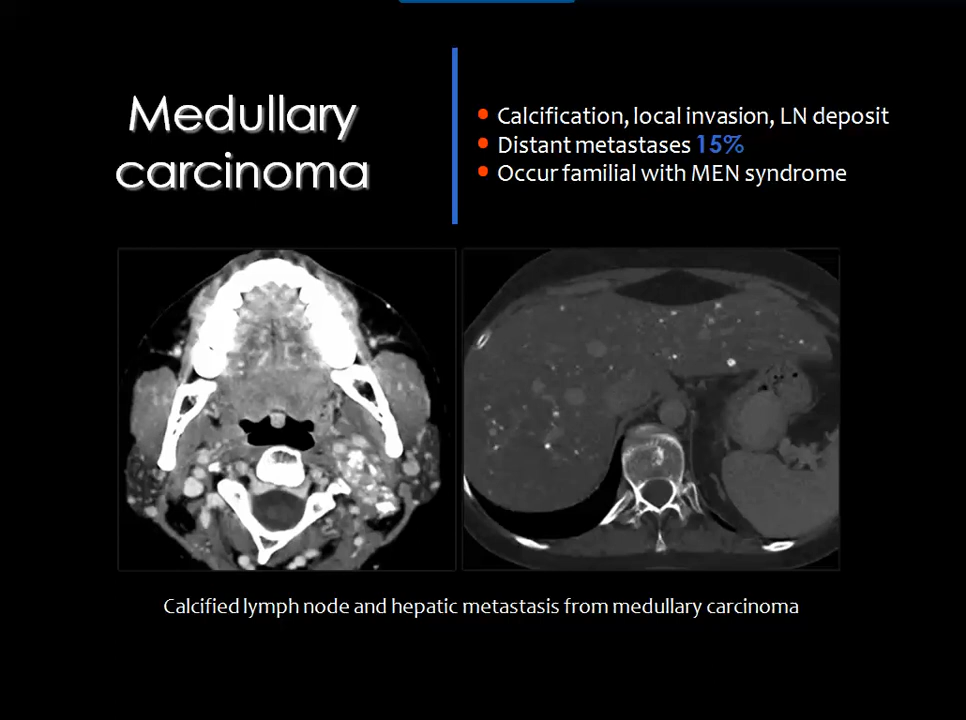 Medullary
carcinoma
Calcification, local invasion, LN deposit
Distant metastases 15%
Occur familial with MEN syndrome
Calcified lymph node and hepatic metastasis from medullary carcinoma